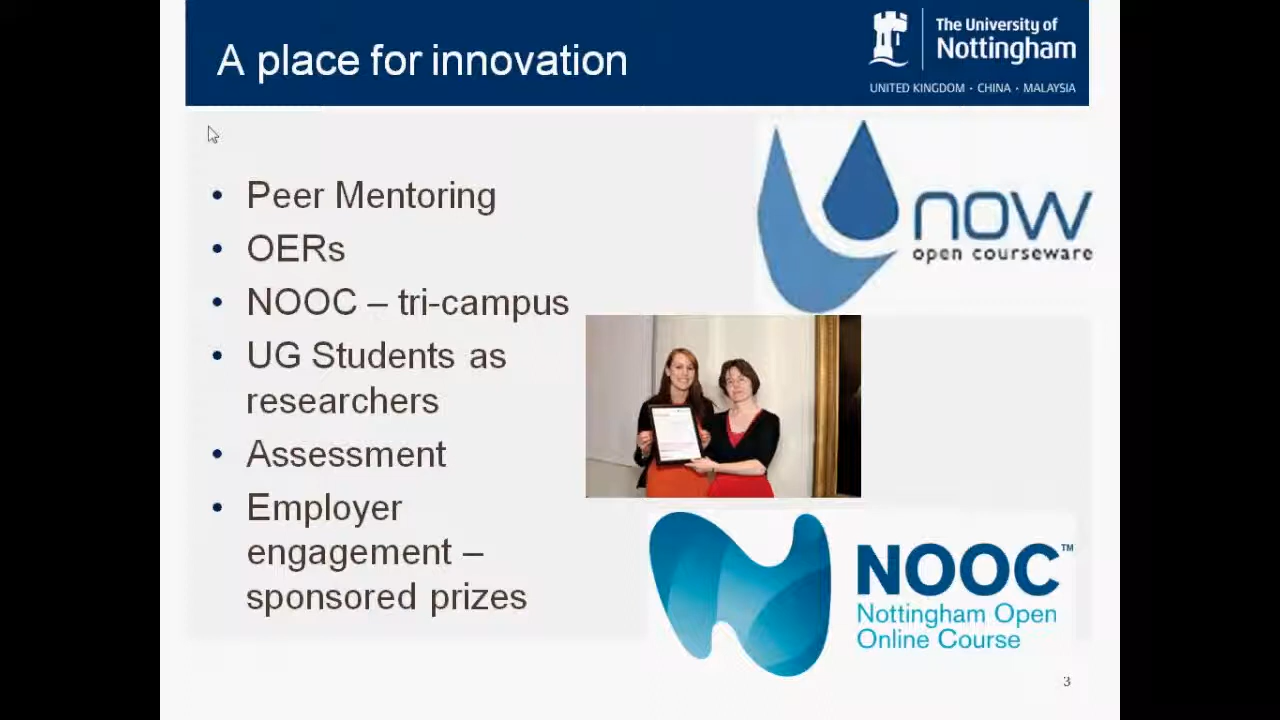 A place for innovation
The University of
Nottingham
UNITED KINGDOM · CHINA · MALAYSIA
• Peer Mentoring
• OERs
• NOOC – tri-campus
• UG Students as
researchers
• Assessment
• Employer
engagement –
sponsored prizes
now
open courseware
NOOC™
Nottingham Open
Online Course
3